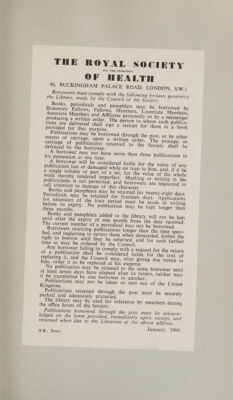 THE ROYAL SOCIETY
FOR THE PROMOTION
OF HEALTH
90, BUCKINGHAM PALACE ROAD, LONDON, S.W.1
Borrowers must comply with the following by-laws governing
the Library, made by the Council of the Society.
Books, periodicals and pamphlets may be borrowed by
Honorary Fellows, Fellows, Members, Licentiate Members,
Associate Members and Affiliates personally or by a messenger
producing a written order. The person to whom such publica-
tions are delivered shall sign a receipt for them in a book
provided for that purpose.
Publications may be borrowed through the post, or by other
means of carriage, upon a written order. The postage, or
carriage of publications returned to the Society shall be
defrayed by the borrower.
A borrower may not have more than three publications in
his possession at one time.
A Borrower will be considered liable for the value of any
publication lost or damaged while on loan to him, and, if it be
a single volume or part of a set, for the value of the whole
work thereby rendered imperfect. Marking or writing in
publications is not permitted, and borrowers are requested to
call attention to damage of this character.
Books and pamphlets may be retained for twenty-eight days.
Periodicals may be retained for fourteen days. Applications
for extension of the loan period must be made in writing
before its expiry. No publication may be kept longer than
three months.
Books and pamphlets added to the library will not be lent
until after the expiry of one month from the date received.
The current number of a periodical may not be borrowed.
Borrowers retaining publications longer than the time speci-
fied, and neglecting to return them when demanded, forfeit the
right to borrow until they be returned, and for such further
time as may be ordered by the Council.
Any borrower failing to comply with a request for the return
of a publication shall be considered liable for the cost of
replacing it, and the Council may, after giving due notice to
him, order it to be replaced at his expense.
No publication may be reissued to the same borrower until
at least seven days have elapsed after its return, neither may
it be transferred by one borrower to another.
Publications may not be taken or sent out of the United
Kingdom.
Publications returned through the post must be securely
packed and adequately protected.
The library may be used for reference by members during
the office hours of the Society.
Publications borrowed through the post must be acknow-
ledged on the form provided, immediately upon receipt, and
returned when due to the Librarian at the above address.
January, 1960.